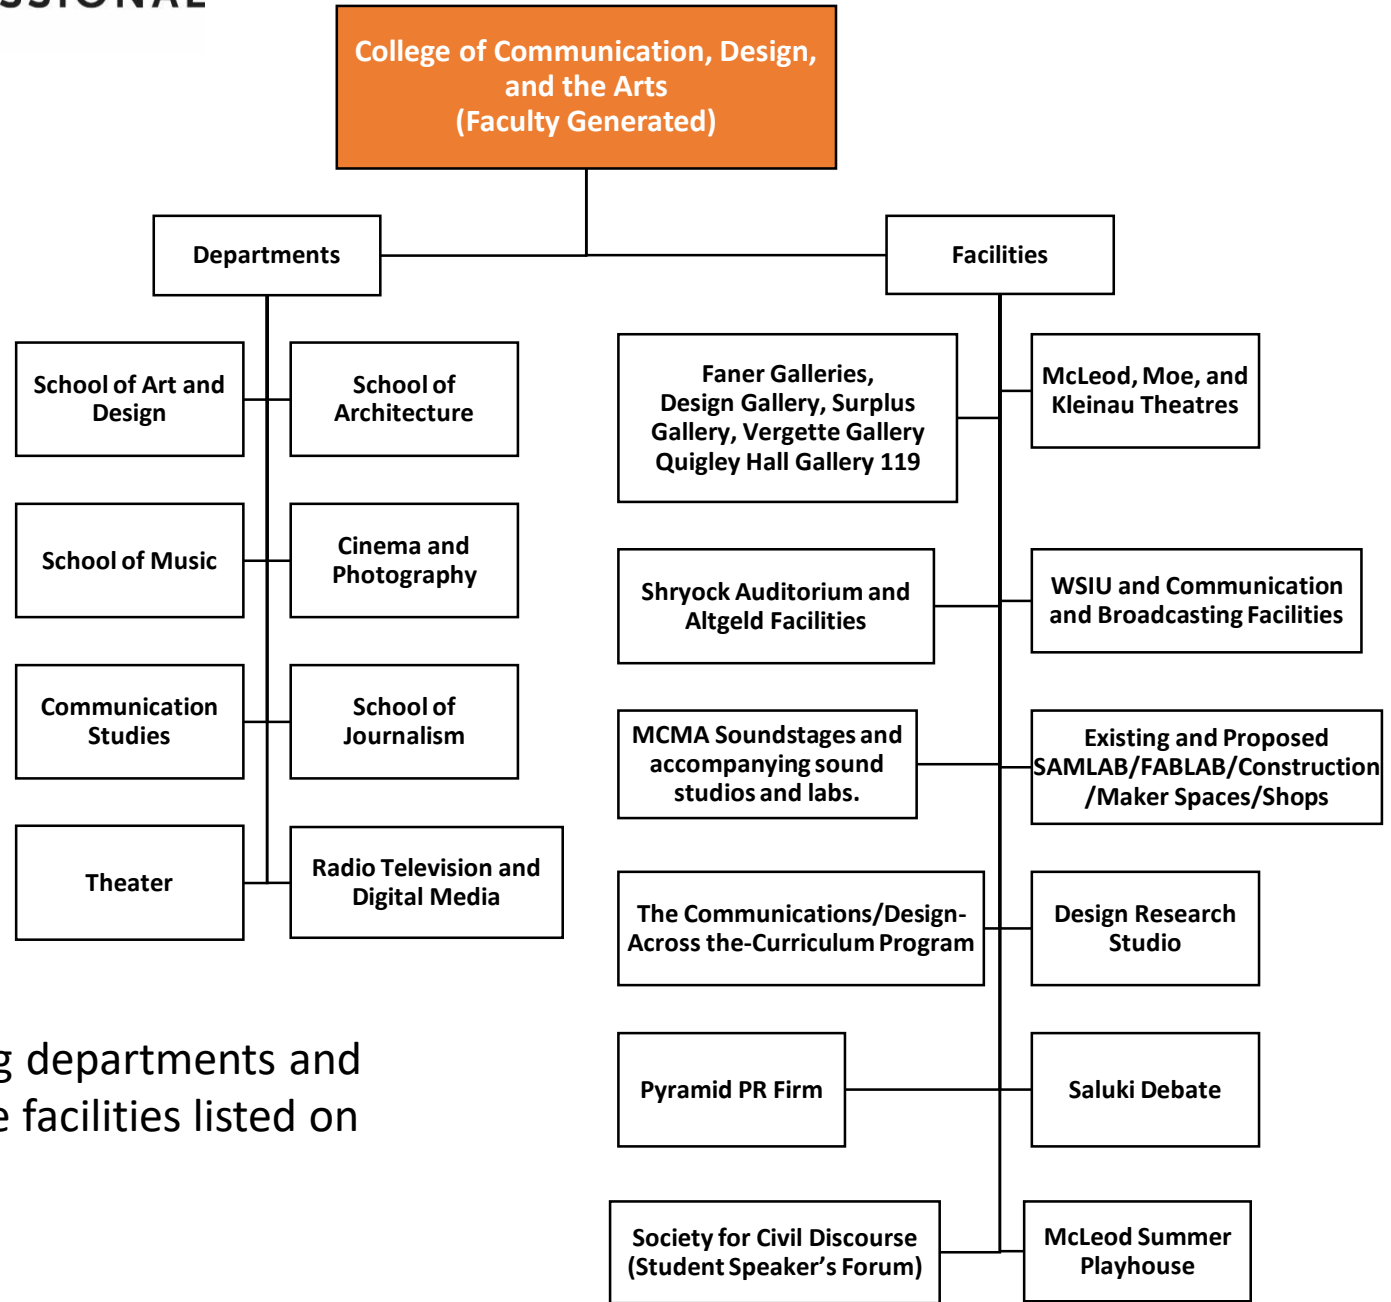 College of Communication, Design,
and the Arts
(Faculty Generated)
Departments
Facilities
School of Art and
Design
School of
Architecture
School of Music
Cinema and
Photography
Communication
Studies
School of
Journalism
Theater
Radio Television and
Digital Media
Faner Galleries,
Design Gallery, Surplus
Gallery, Vergette Gallery
Quigley Hall Gallery 119
McLeod, Moe, and
Kleinau Theatres
Shryock Auditorium and
Altgeld Facilities
WSIU and Communication
and Broadcasting Facilities
MCMA Soundstages and
accompanying sound
studios and labs.
Existing and Proposed
SAMLAB/FABLAB/Construction
/Maker Spaces/Shops
The Communications/Design-
Across the-Curriculum Program
Design Research
Studio
Pyramid PR Firm
Saluki Debate
Society for Civil Discourse
(Student Speaker's Forum)
McLeod Summer
Playhouse
departments and
facilities listed on